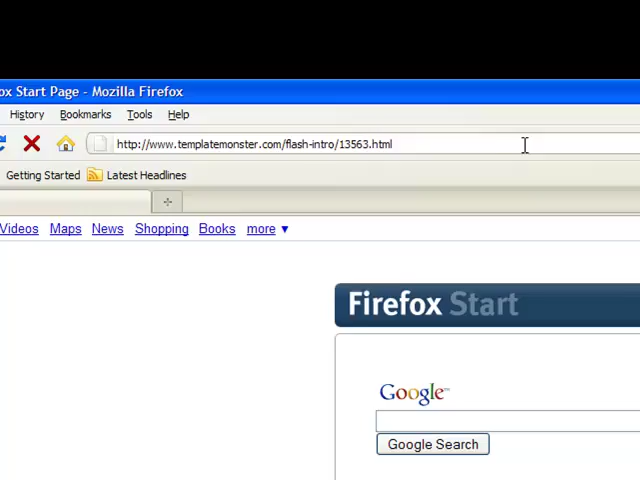 ox Start Page - Mozilla Firefox
History Bookmarks Tools Help
http://www.templatemonster.com/flash-intro/13563.html
Getting Started Latest Headlines
Videos Maps News Shopping Books more ▼
Firefox Start
Google™
Google Search